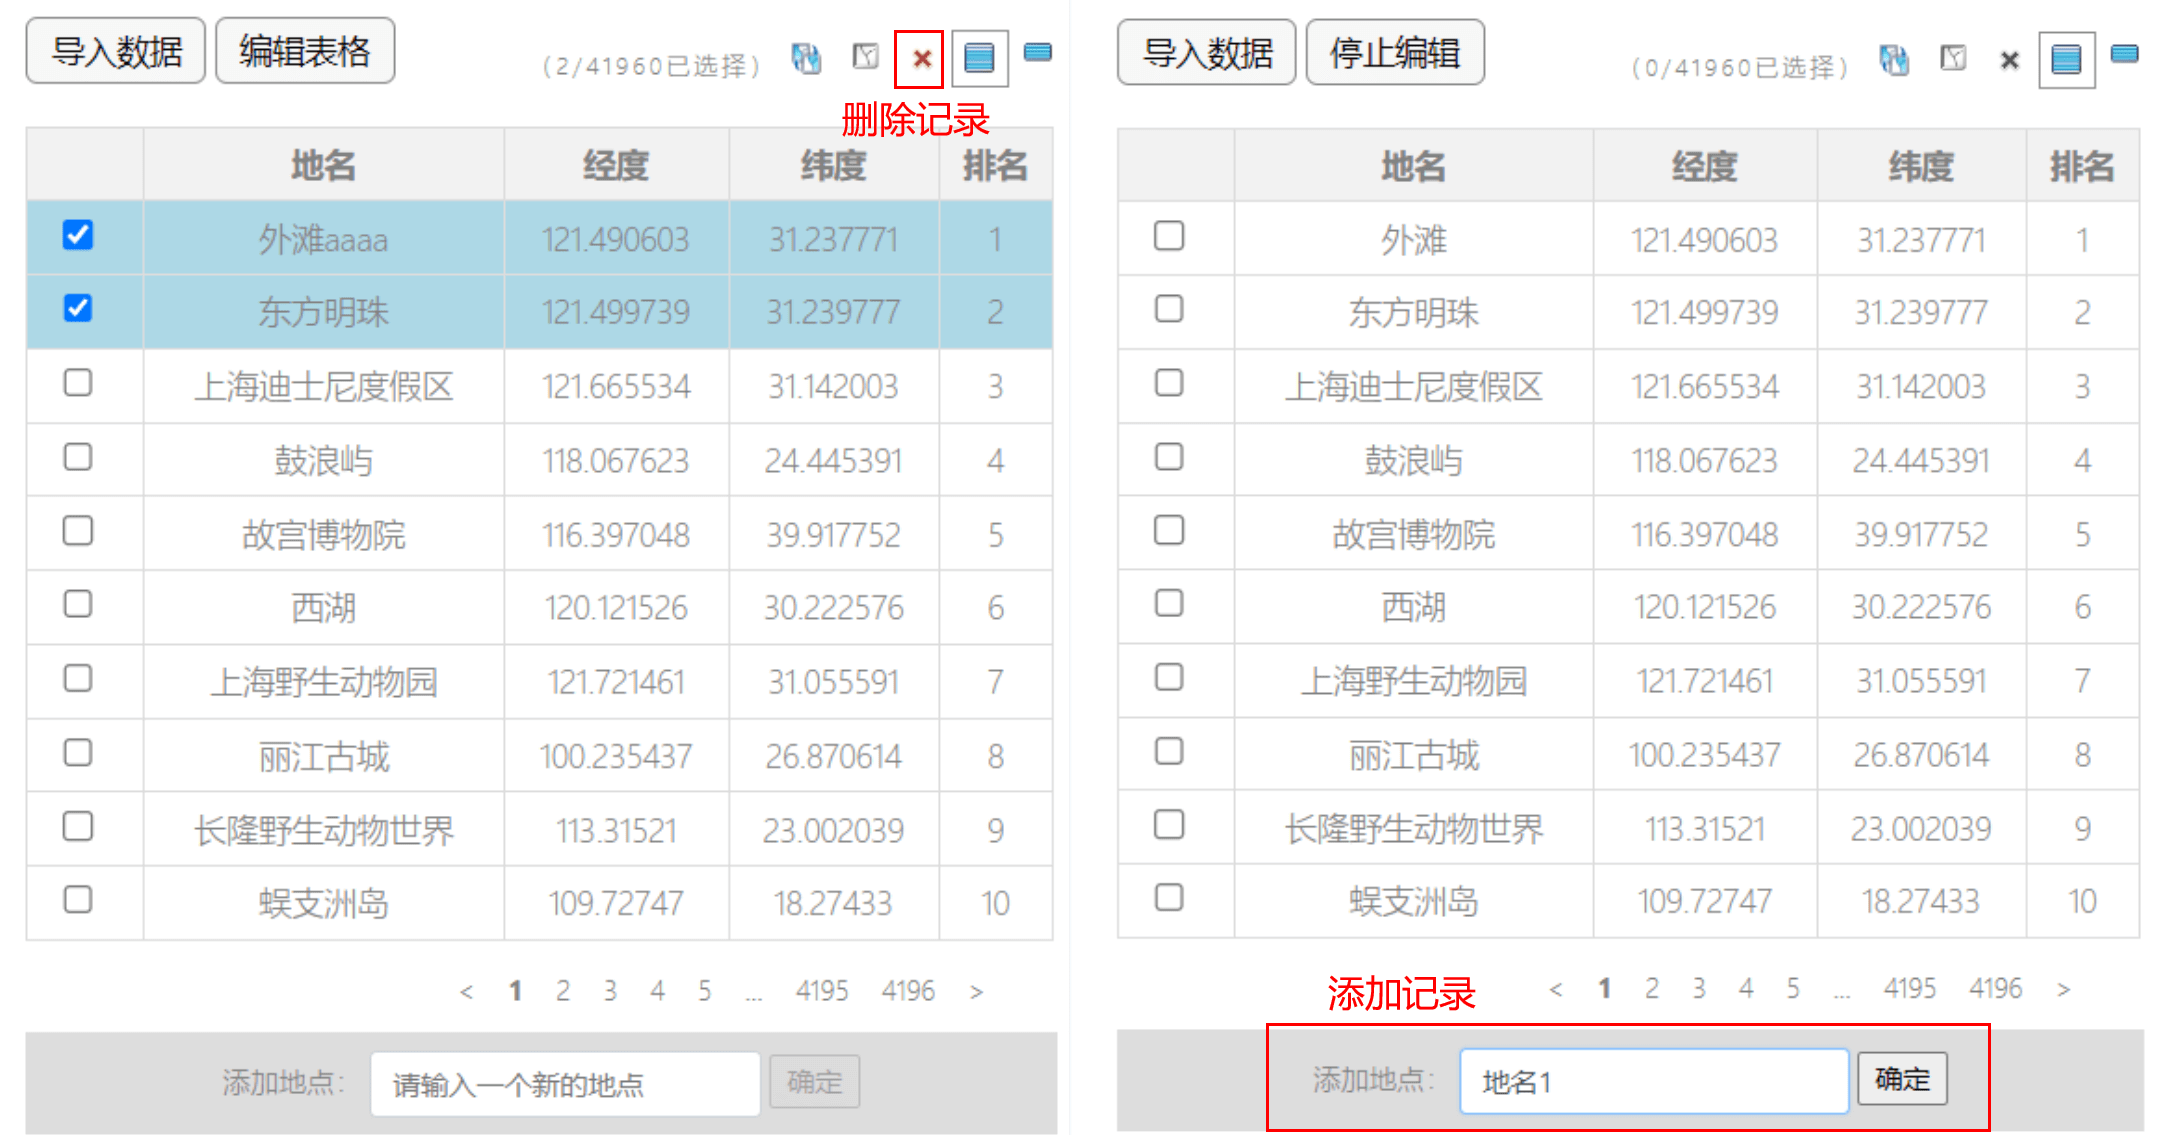 导入数据 编辑表格 (2/41960已选择)
删除记录
地名 经度 纬度 排名
外滩aaaa 121.490603 31.237771 1
东方明珠 121.499739 31.239777 2
上海迪士尼度假区 121.665534 31.142003 3
鼓浪屿 118.067623 24.445391 4
故宫博物院 116.397048 39.917752 5
西湖 120.121526 30.222576 6
上海野生动物园 121.721461 31.055591 7
丽江古城 100.235437 26.870614 8
长隆野生动物世界 113.31521 23.002039 9
蜈支洲岛 109.72747 18.27433 10
< 1 2 3 4 5 ... 4195 4196 >
添加地点: 请输入一个新的地点 确定
导入数据 停止编辑 (0/41960已选择)
地名 经度 纬度 排名
外滩 121.490603 31.237771 1
东方明珠 121.499739 31.239777 2
上海迪士尼度假区 121.665534 31.142003 3
鼓浪屿 118.067623 24.445391 4
故宫博物院 116.397048 39.917752 5
西湖 120.121526 30.222576 6
上海野生动物园 121.721461 31.055591 7
丽江古城 100.235437 26.870614 8
长隆野生动物世界 113.31521 23.002039 9
蜈支洲岛 109.72747 18.27433 10
添加记录 < 1 2 3 4 5 ... 4195 4196 >
添加地点: 地名1 确定